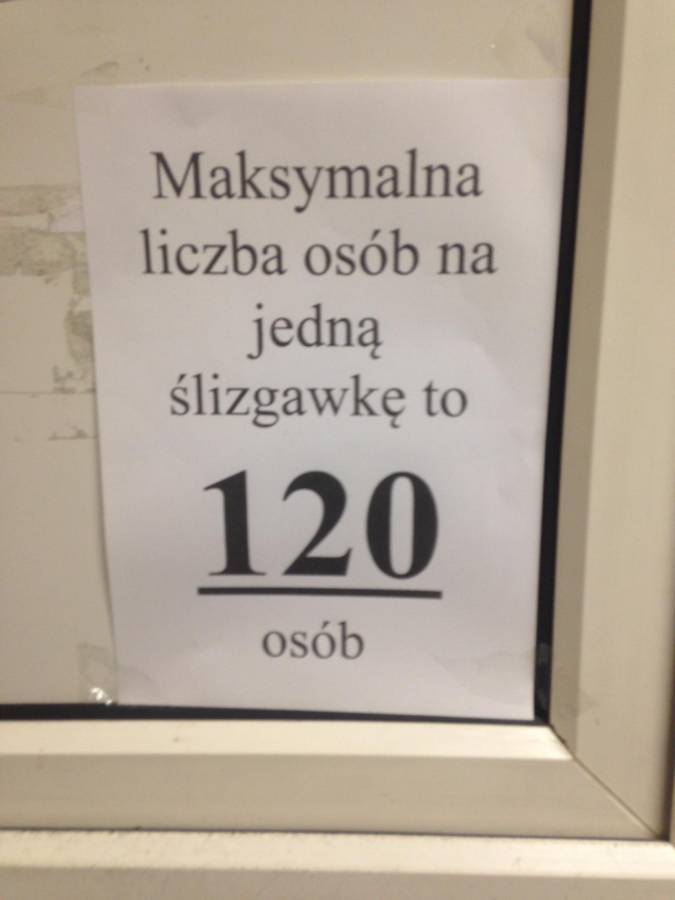 Maksymalna
liczba osób na
jedną
ślizgawkę to
120
osób